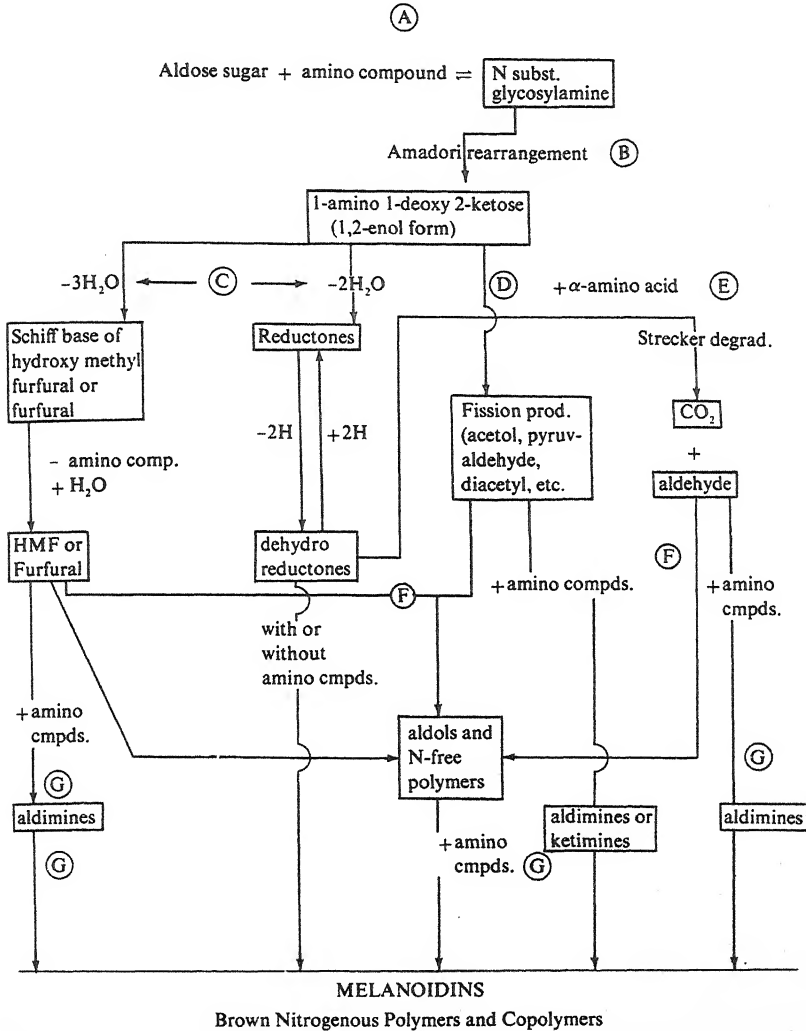 A
Aldose sugar + amino compound ⇌
N subst.
glycosylamine
Amadori rearrangement B
1-amino 1-deoxy 2-ketose
(1,2-enol form)
-3H₂O
C
-2H₂O
D
+α-amino acid E
Schiff base of
hydroxy methyl
furfural or
furfural
Reductones
Strecker degrad.
-2H
+2H
Fission prod.
(acetol, pyruv-
aldehyde,
diacetyl, etc.
CO₂
+
aldehyde
- amino comp.
+ H₂O
HMF or
Furfural
dehydro
reductones
F
+amino compds.
F
+amino
cmpds.
with or
without
amino cmpds.
+amino
cmpds.
aldols and
N-free
polymers
G
aldimines
G
G
aldimines or
ketimines
aldimines
+amino
cmpds. G
MELANOIDINS
Brown Nitrogenous Polymers and Copolymers